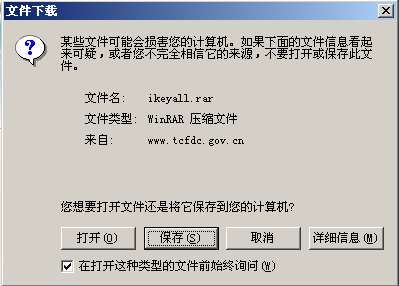 文件下载
某些文件可能会损害您的计算机。如果下面的文件信息看起
来可疑，或者您不完全相信它的来源，不要打开或保存此文
件。
文件名: ikeyall.rar
文件类型: WinRAR 压缩文件
来自: www.tcfdc.gov.cn
您想要打开文件还是将它保存到您的计算机?
打开(O) 保存(S) 取消 详细信息(M)
在打开这种类型的文件前始终询问(W)